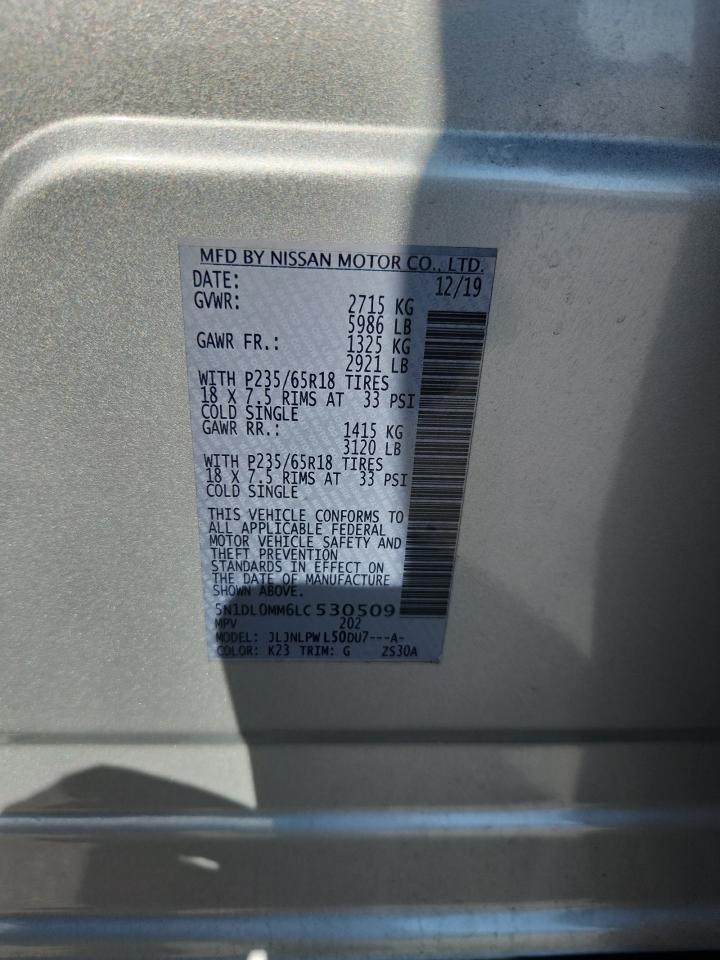 MFD BY NISSAN MOTOR CO., LTD.
DATE: 12/19
GVWR: 2715 KG
5986 LB
GAWR FR.: 1325 KG
2921 LB
WITH P235/65R18 TIRES
18 X 7.5 RIMS AT 33 PSI
COLD SINGLE
GAWR RR.: 1415 KG
3120 LB
WITH P235/65R18 TIRES
18 X 7.5 RIMS AT 33 PSI
COLD SINGLE
THIS VEHICLE CONFORMS TO
ALL APPLICABLE FEDERAL
MOTOR VEHICLE SAFETY AND
THEFT PREVENTION
STANDARDS IN EFFECT ON
THE DATE OF MANUFACTURE
SHOWN ABOVE.
5N1DL0MM6LC530509
MPV 202
MODEL: JLJNLPW L50DU7---A-
COLOR: K23 TRIM: G ZS30A